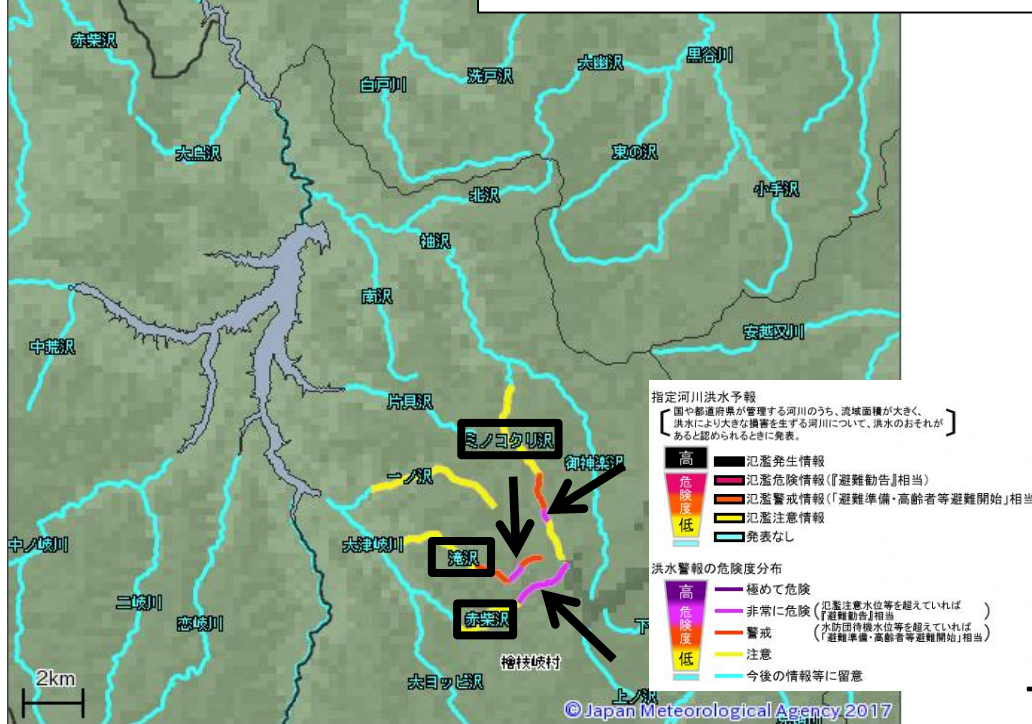 赤柴沢
白戸川
洗戸沢
大幽沢
黒谷川
大鳥沢
東の沢
小手沢
北沢
袖沢
南沢
中荒沢
安越又川
片貝沢
ミノコクリ沢
御神楽沢
一ノ沢
中ノ岐川
大津岐川
滝沢
二岐川
恋岐川
赤柴沢
下
檜枝岐村
大ヨッピ沢
上ノ沢
2km
© Japan Meteorological Agency 2017
指定河川洪水予報
国や都道府県が管理する河川のうち、流域面積が大きく、
洪水により大きな損害を生ずる河川について、洪水のおそれが
あると認められるときに発表。
高
危険度
低
氾濫発生情報
氾濫危険情報(『避難勧告』相当)
氾濫警戒情報(「避難準備・高齢者等避難開始」相当
氾濫注意情報
発表なし
洪水警報の危険度分布
高
危険度
低
極めて危険
非常に危険(氾濫注意水位等を超えていれば
『避難勧告』相当)
警戒(水防団待機水位等を超えていれば
「避難準備・高齢者等避難開始」相当)
注意
今後の情報等に留意